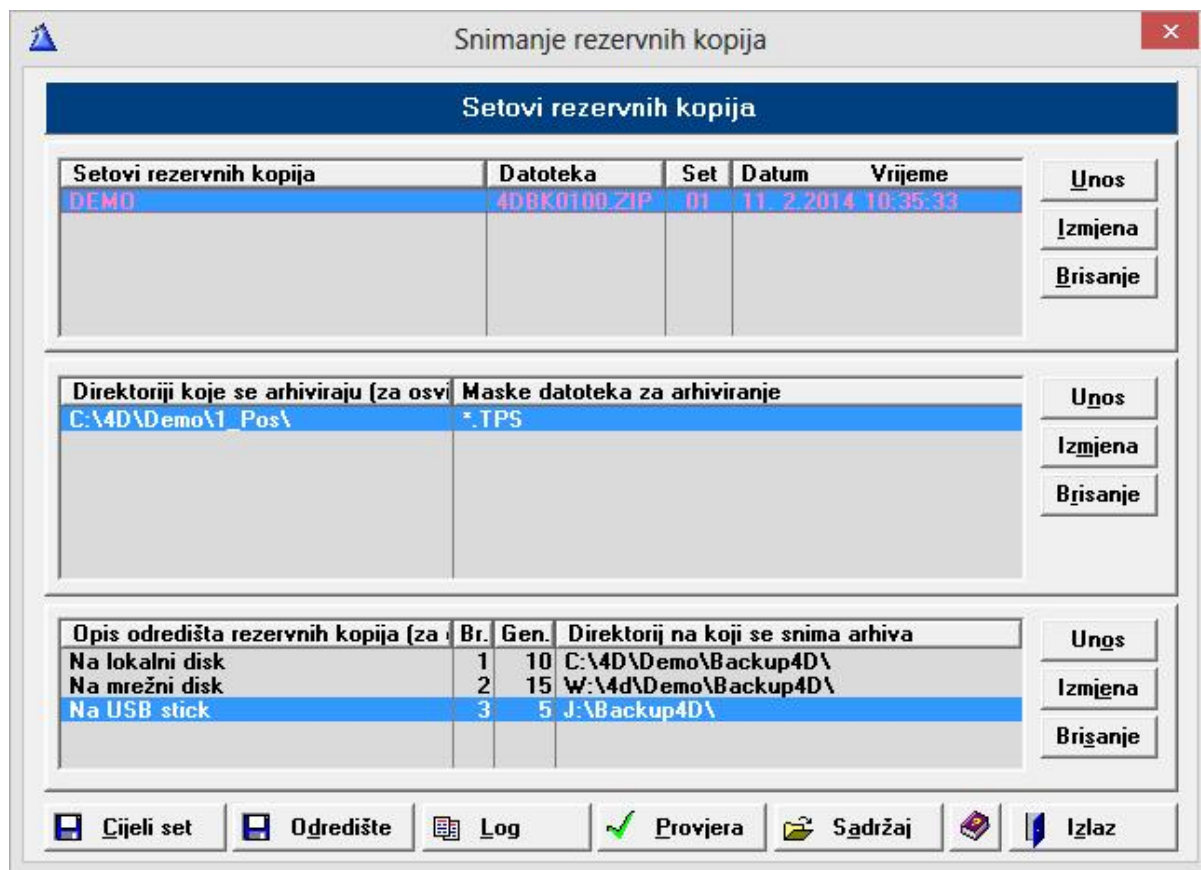 Snimanje rezervnih kopija
Setovi rezervnih kopija
Setovi rezervnih kopija Datoteka Set Datum Vrijeme
DEMO 4DBK0100.ZIP 01 11. 2.2014 10:35:33
Unos
Izmjena
Brisanje
Direktoriji koje se arhiviraju (za osvi Maske datoteka za arhiviranje
C:\4D\Demo\1_Pos\ *.TPS
Unos
Izmjena
Brisanje
Opis odredišta rezervnih kopija (za Br. Gen. Direktorij na koji se snima arhiva
Na lokalni disk 1 10 C:\4D\Demo\Backup4D\
Na mrežni disk 2 15 W:\4d\Demo\Backup4D\
Na USB stick 3 5 J:\Backup4D\
Unos
Izmjena
Brisanje
Cijeli set Odredište Log Provjera Sadržaj Izlaz